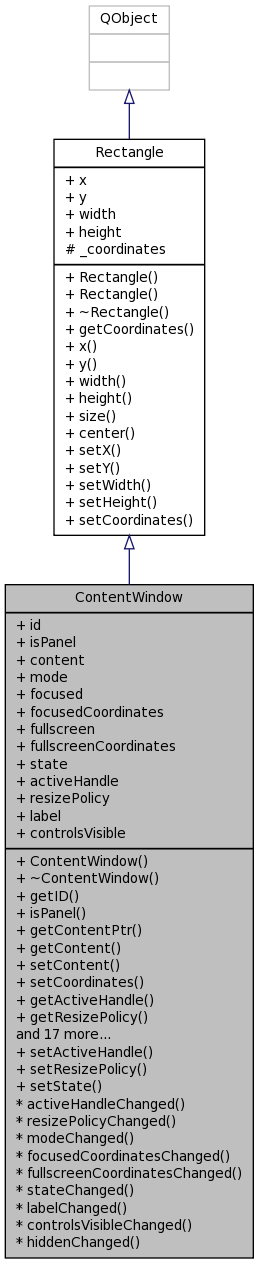 QObject
Rectangle
+ x
+ y
+ width
+ height
# _coordinates
+ Rectangle()
+ Rectangle()
+ ~Rectangle()
+ getCoordinates()
+ x()
+ y()
+ width()
+ height()
+ size()
+ center()
+ setX()
+ setY()
+ setWidth()
+ setHeight()
+ setCoordinates()
ContentWindow
+ id
+ isPanel
+ content
+ mode
+ focused
+ focusedCoordinates
+ fullscreen
+ fullscreenCoordinates
+ state
+ activeHandle
+ resizePolicy
+ label
+ controlsVisible
+ ContentWindow()
+ ~ContentWindow()
+ getID()
+ isPanel()
+ getContentPtr()
+ getContent()
+ setContent()
+ setCoordinates()
+ getActiveHandle()
+ getResizePolicy()
and 17 more...
+ setActiveHandle()
+ setResizePolicy()
+ setState()
* activeHandleChanged()
* resizePolicyChanged()
* modeChanged()
* focusedCoordinatesChanged()
* fullscreenCoordinatesChanged()
* stateChanged()
* labelChanged()
* controlsVisibleChanged()
* hiddenChanged()